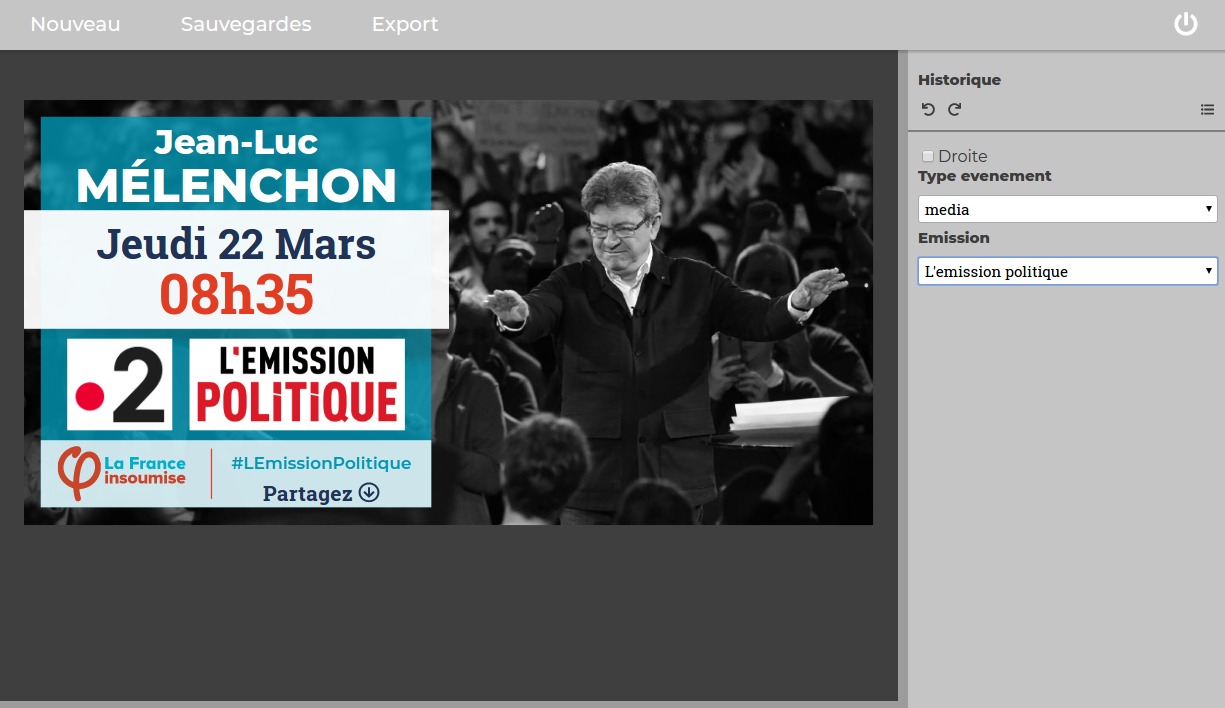 Nouveau
Sauvegardes
Export
Jean-Luc
MÉLENCHON
Jeudi 22 Mars
08h35
2
L'EMISSION
POLITIQUE
La France
insoumise
#LEmissionPolitique
Partagez
Historique
Droite
Type evenement
media
Emission
L'emission politique